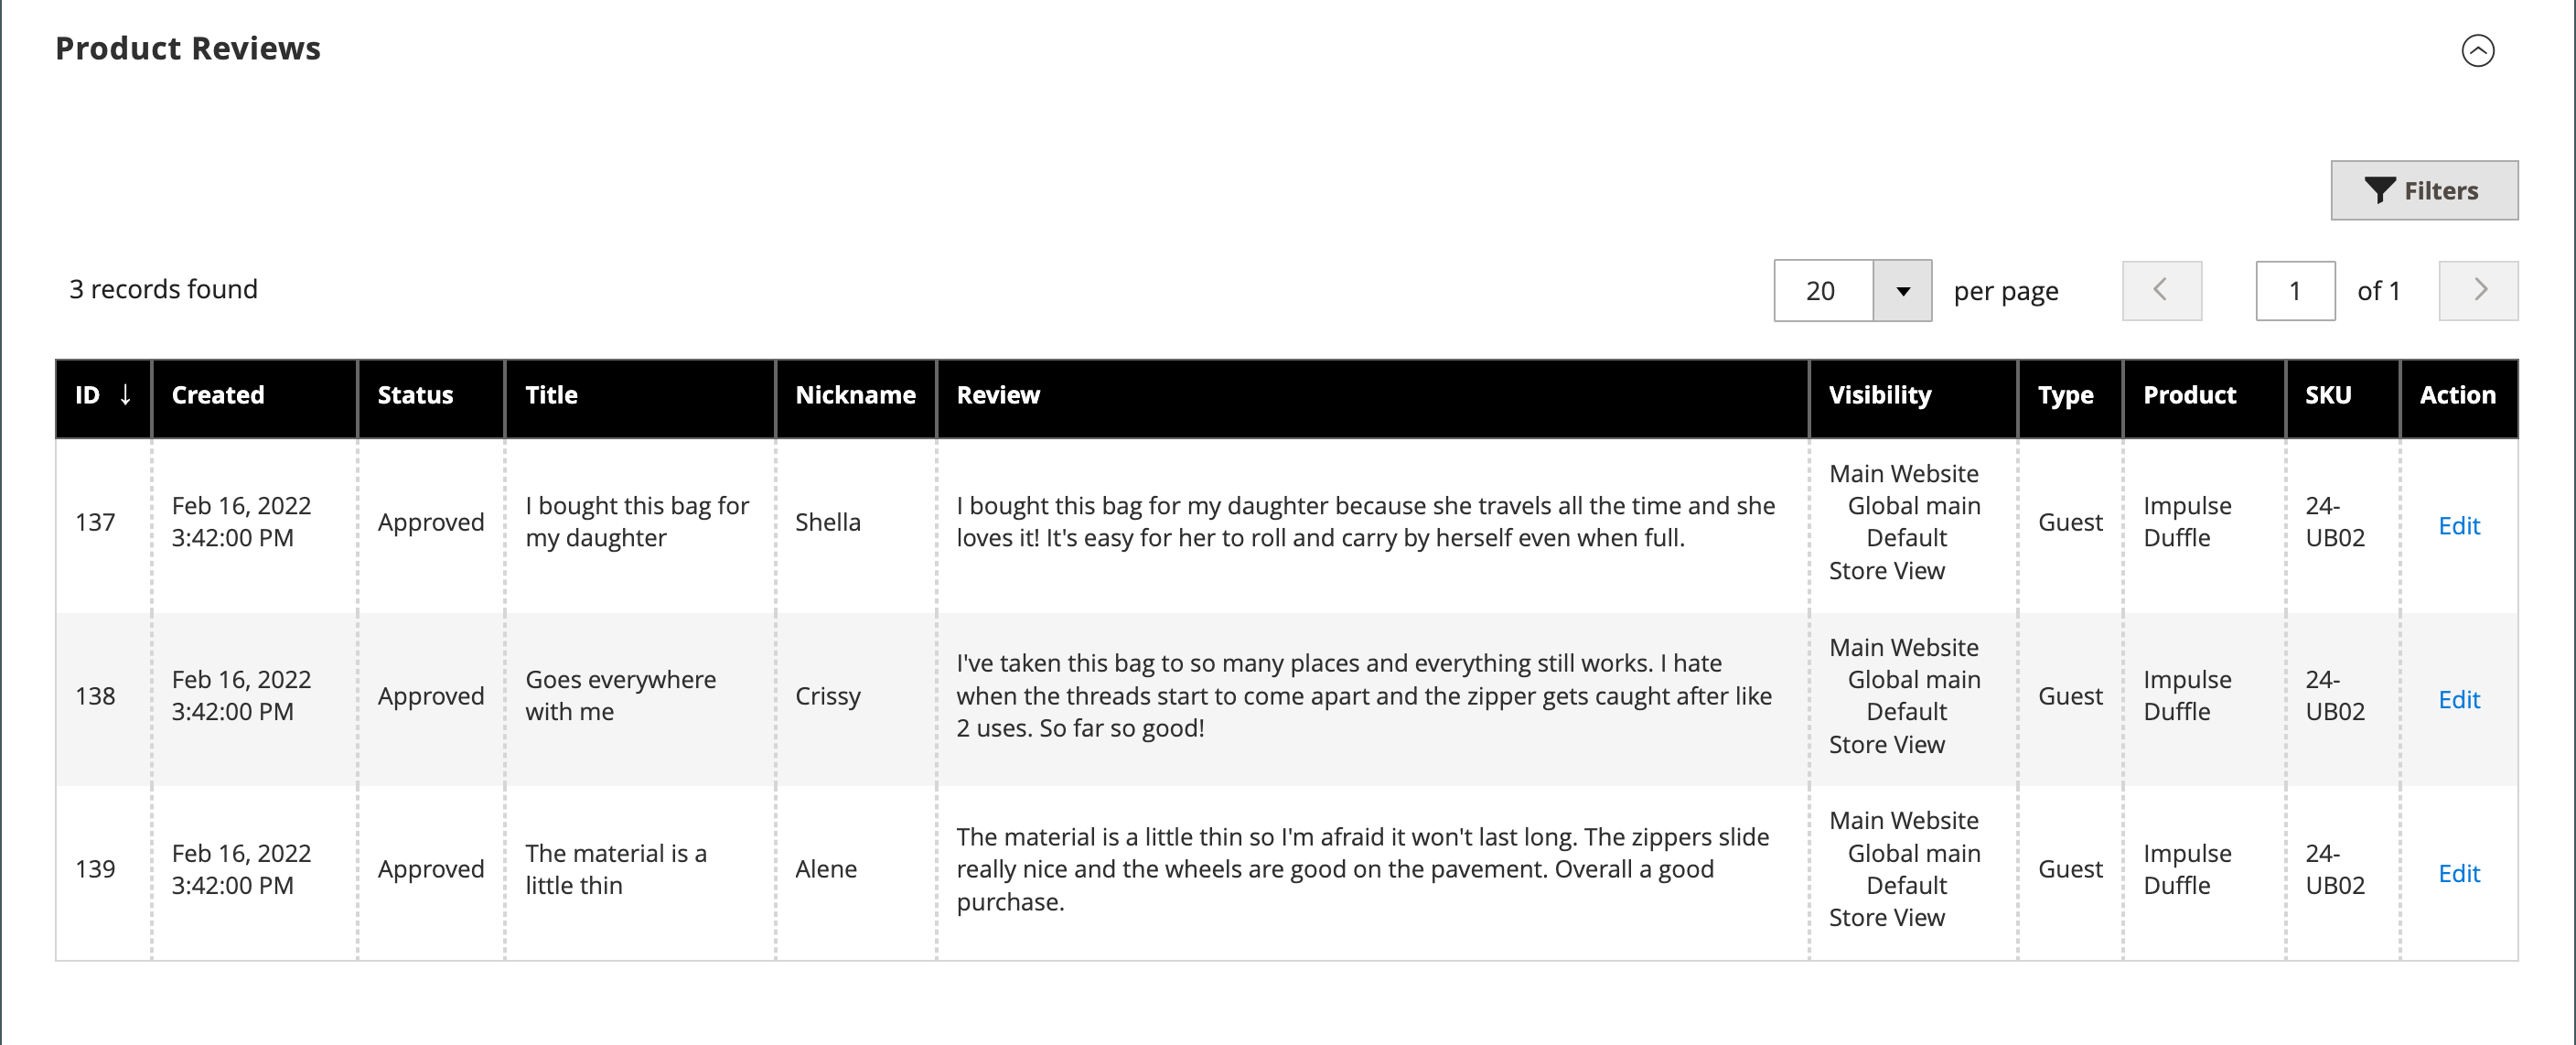 Product Reviews
Filters
3 records found
20 per page 1 of 1
ID ↓ Created Status Title Nickname Review Visibility Type Product SKU Action
137
Feb 16, 2022
3:42:00 PM
Approved
I bought this bag for
my daughter
Shella
I bought this bag for my daughter because she travels all the time and she
loves it! It's easy for her to roll and carry by herself even when full.
Main Website
Global main
Default
Store View
Guest
Impulse
Duffle
24-
UB02
Edit
138
Feb 16, 2022
3:42:00 PM
Approved
Goes everywhere
with me
Crissy
I've taken this bag to so many places and everything still works. I hate
when the threads start to come apart and the zipper gets caught after like
2 uses. So far so good!
Main Website
Global main
Default
Store View
Guest
Impulse
Duffle
24-
UB02
Edit
139
Feb 16, 2022
3:42:00 PM
Approved
The material is a
little thin
Alene
The material is a little thin so I'm afraid it won't last long. The zippers slide
really nice and the wheels are good on the pavement. Overall a good
purchase.
Main Website
Global main
Default
Store View
Guest
Impulse
Duffle
24-
UB02
Edit